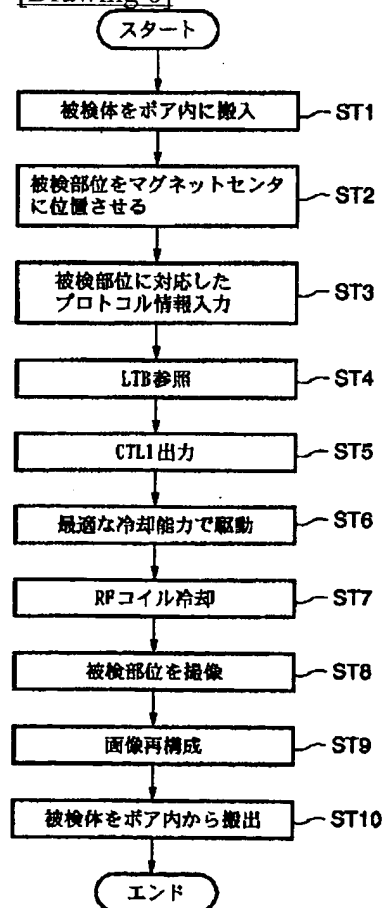 [Drawing 6]
スタート
被検体をボア内に搬入
ST1
被検部位をマグネットセンタ
に位置させる
ST2
被検部位に対応した
プロトコル情報入力
ST3
LTB参照
ST4
CTL1出力
ST5
最適な冷却能力で駆動
ST6
RFコイル冷却
ST7
被検部位を撮像
ST8
画像再構成
ST9
被検体をボア内から搬出
ST10
エンド